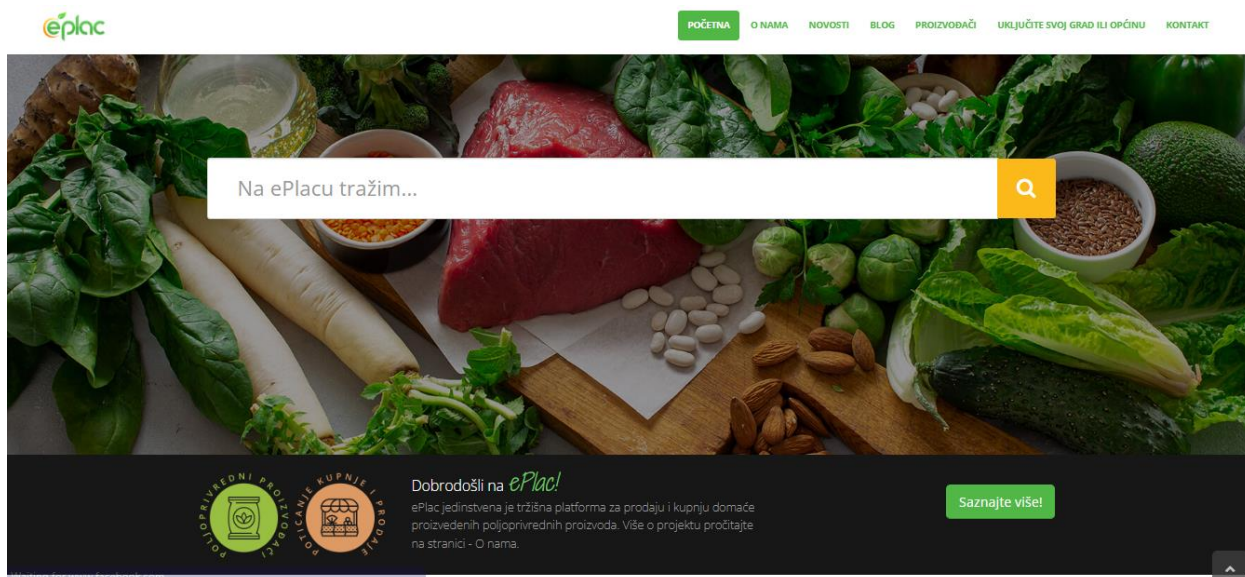 eplac
POČETNA O NAMA NOVOSTI BLOG PROIZVOĐAČI UKLJUČITE SVOJ GRAD ILI OPĆINU KONTAKT
Na ePlacu tražim...
POLJOPRIVREDNI PROIZVOĐAČI
POTICANJE KUPNJE I PRODAJE
Dobrodošli na ePlac!
ePlac jedinstvena je tržišna platforma za prodaju i kupnju domaće
proizvedenih poljoprivrednih proizvoda. Više o projektu pročitajte
na stranici - O nama.
Saznajte više!